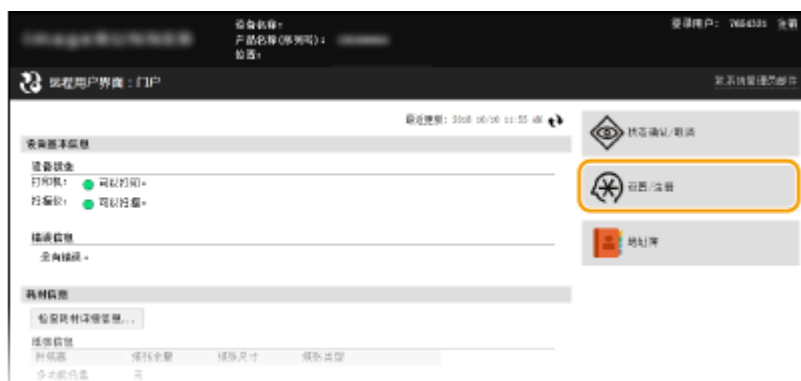 设备名称:
产品名称(序列号):
位置:
登录用户: 7654321 注销
远程用户界面:门户
致系统管理员邮件
最近更新:
设备基本信息
设备状态
打印机: 可以打印。
扫描仪: 可以扫描。
错误信息
没有错误。
耗材信息
检查耗材详细信息...
纸张信息
供纸器 纸张余量 纸张尺寸 纸张类型
多功能托盘 无
状态确认/取消
设置/注册
地址簿